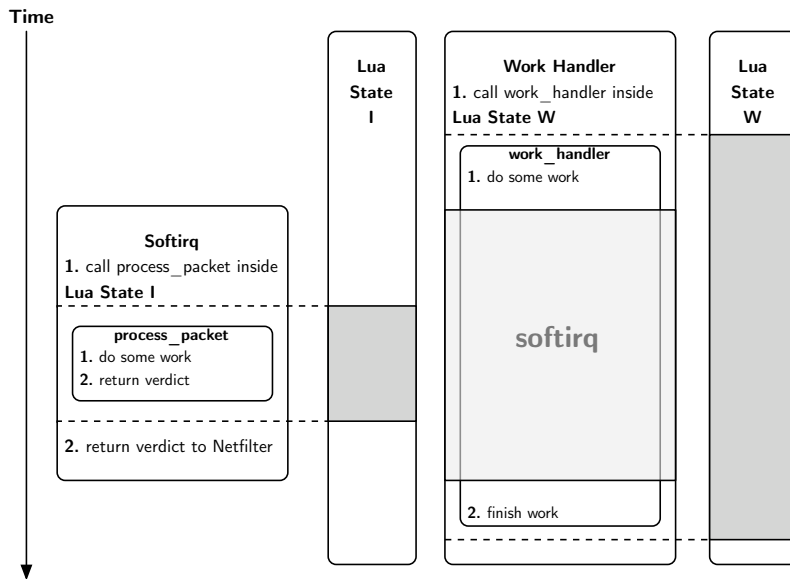 Time
Lua
State
I
Work Handler
1. call work_handler inside
Lua State W
Lua
State
W
work_handler
1. do some work
Softirq
1. call process_packet inside
Lua State I
process_packet
1. do some work
2. return verdict
softirq
2. return verdict to Netfilter
2. finish work